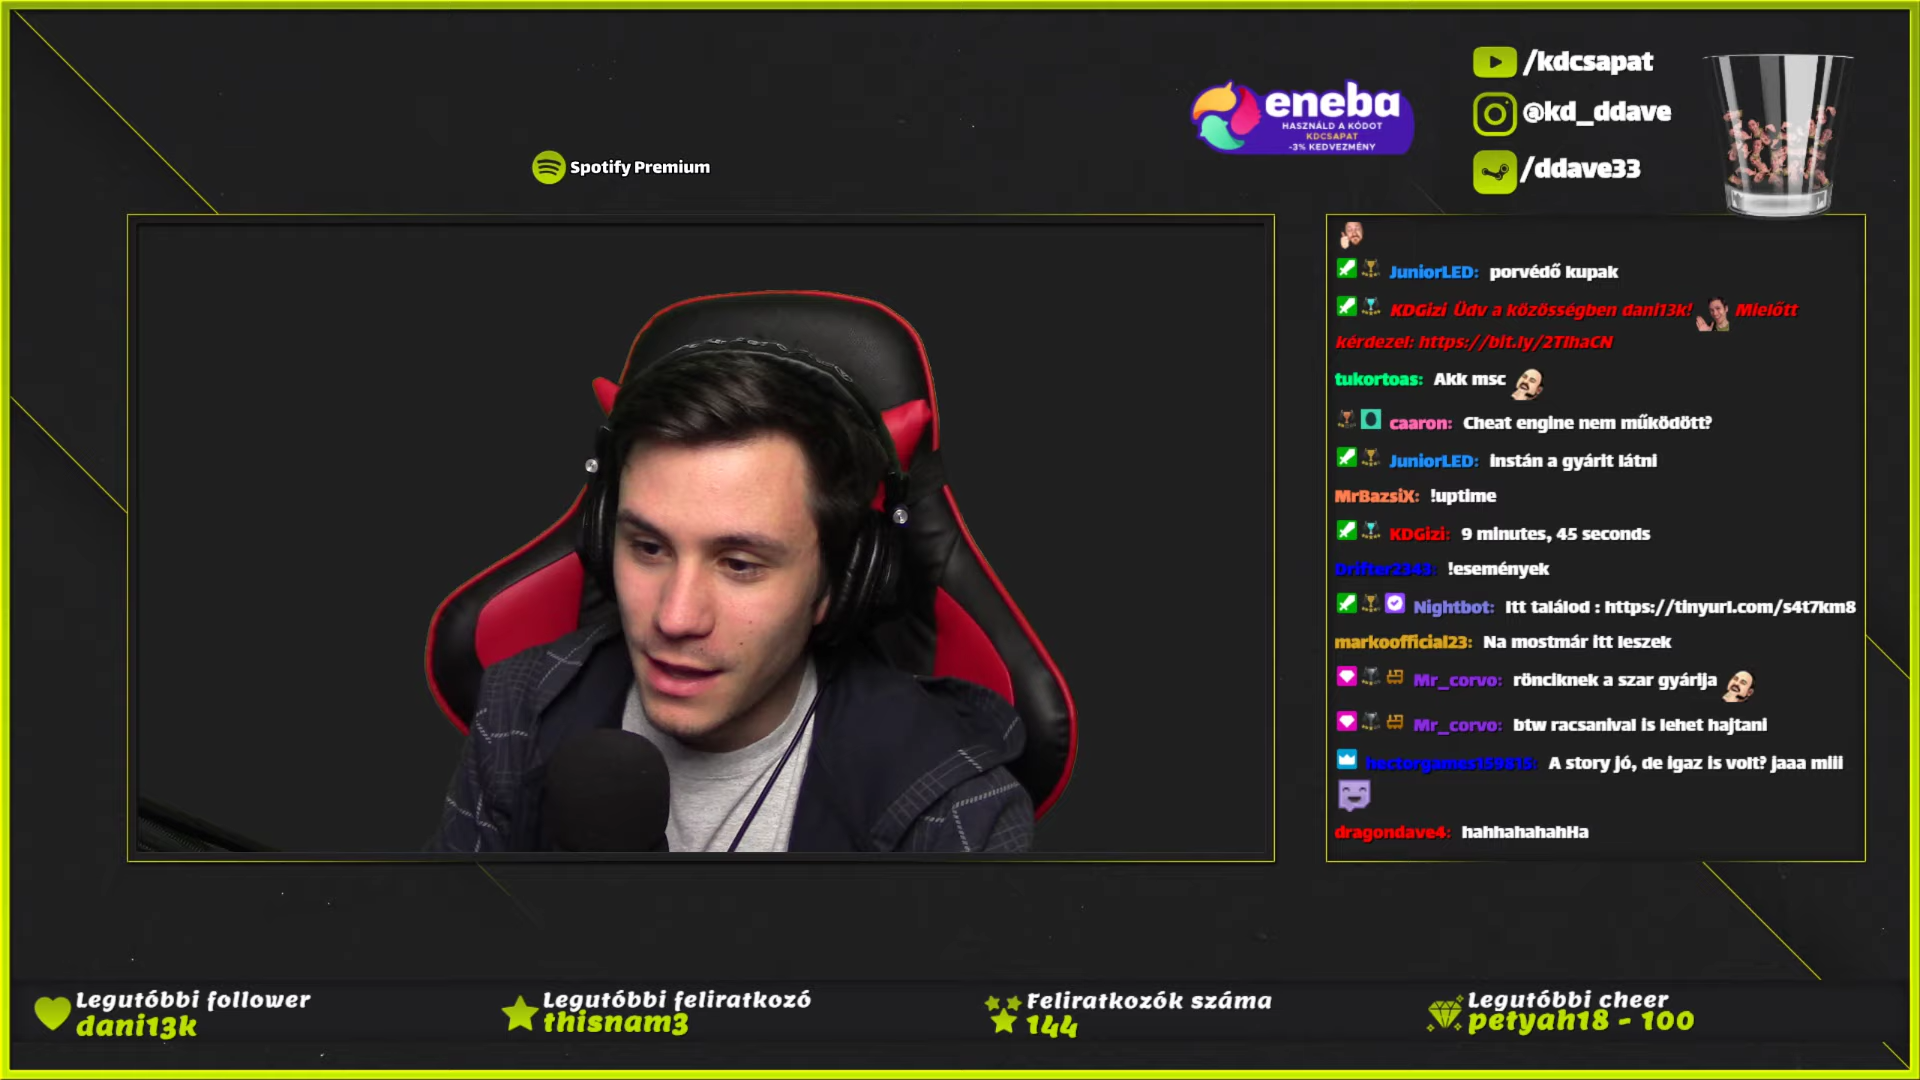 /kdcsapat
eneba
HASZNÁLD A KÓDOT
KDCSAPAT
-3% KEDVEZMÉNY
@kd_ddave
/ddave33
Spotify Premium
JuniorLED: porvédő kupak
KDGizi Üdv a közösségben dani13k! Mielőtt
kérdezel: https://bit.ly/2TlhaCN
tukortoas: Akk msc
caaron: Cheat engine nem működött?
JuniorLED: instán a gyárit látni
MrBazsiX: !uptime
KDGizi: 9 minutes, 45 seconds
Drifter2343: !események
Nightbot: Itt találod : https://tinyurl.com/s4t7km8
markoofficial23: Na mostmár itt leszek
Mr_corvo: rönciknek a szar gyárija
Mr_corvo: btw racsanival is lehet hajtani
hectorgames159815: A story jó, de igaz is volt? jaaa miii
dragondave4: hahhahahahHa
Legutóbbi follower
dani13k
Legutóbbi feliratkozó
thisnam3
Feliratkozók száma
144
Legutóbbi cheer
petyah18 - 100